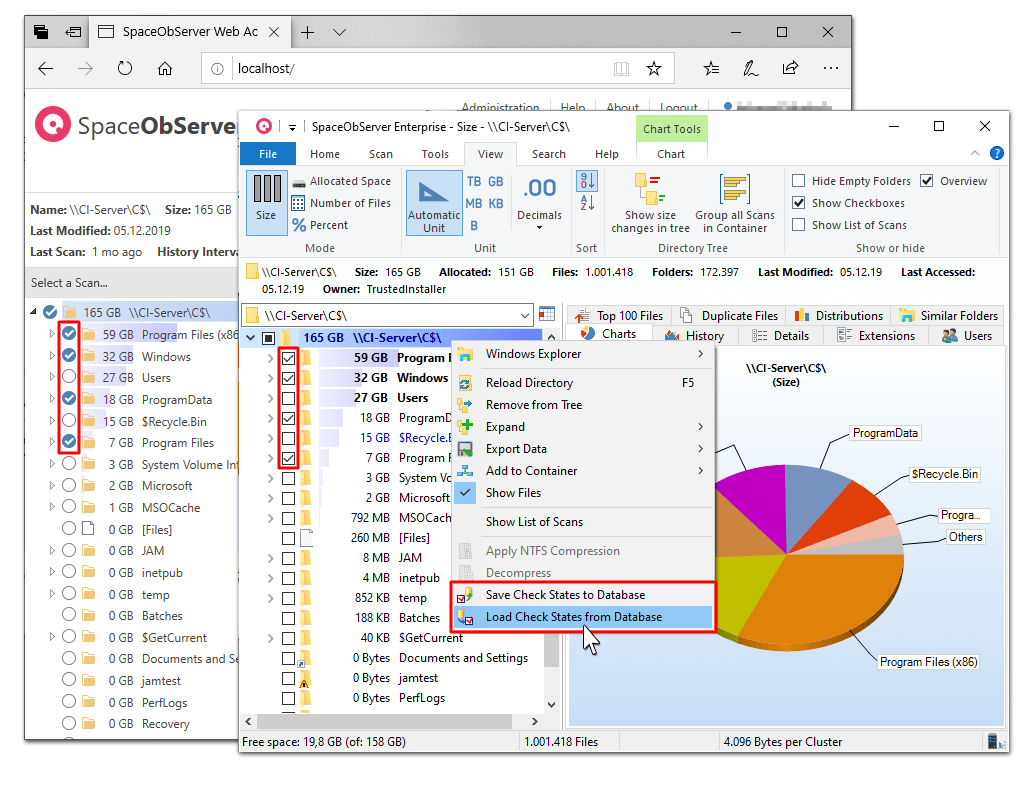 SpaceObServer Web Ac
localhost/
Administration Help About Logout
SpaceObServe
Name: \\CI-Server\C$\ Size: 165 GB
Last Modified: 05.12.2019
Last Scan: 1 mo ago History Interva
Select a Scan...
165 GB \\CI-Server\C$\
59 GB Program Files (x86
32 GB Windows
27 GB Users
18 GB ProgramData
15 GB $Recycle.Bin
7 GB Program Files
3 GB System Volume Inf
2 GB Microsoft
1 GB MSOCache
0 GB [Files]
0 GB JAM
0 GB inetpub
0 GB temp
0 GB Batches
0 GB $GetCurrent
0 GB Documents and Se
0 GB jamtest
0 GB PerfLogs
0 GB Recovery
SpaceObServer Enterprise - Size - \\CI-Server\C$\
Chart Tools
File Home Scan Tools View Search Help Chart
Size
Allocated Space
Number of Files
% Percent
Mode
Automatic Unit
TB GB
MB KB
B
Unit
.00
Decimals
9 0
A Z
Sort
Show size changes in tree
Group all Scans in Container
Directory Tree
Hide Empty Folders Overview
Show Checkboxes
Show List of Scans
Show or hide
\\CI-Server\C$\ Size: 165 GB Allocated: 151 GB Files: 1.001.418 Folders: 172.397 Last Modified: 05.12.19 Last Accessed:
05.12.19 Owner: TrustedInstaller
\\CI-Server\C$\
165 GB \\CI-Server\C$\
59 GB Program F
32 GB Windows
27 GB Users
18 GB ProgramD
15 GB $Recycle.Bi
7 GB Program F
3 GB System Vo
2 GB Microsoft
792 MB MSOCache
260 MB [Files]
8 MB JAM
4 MB inetpub
852 KB temp
188 KB Batches
40 KB $GetCurrent
0 Bytes Documents and Settings
0 Bytes jamtest
0 Bytes PerfLogs
Windows Explorer
Reload Directory F5
Remove from Tree
Expand
Export Data
Add to Container
Show Files
Show List of Scans
Apply NTFS Compression
Decompress
Save Check States to Database
Load Check States from Database
Top 100 Files Duplicate Files Distributions Similar Folders
Charts History Details Extensions Users
\\CI-Server\C$\
(Size)
ProgramData
$Recycle.Bin
Progra...
Others
Program Files (x86)
Free space: 19,8 GB (of: 158 GB) 1.001.418 Files 4.096 Bytes per Cluster